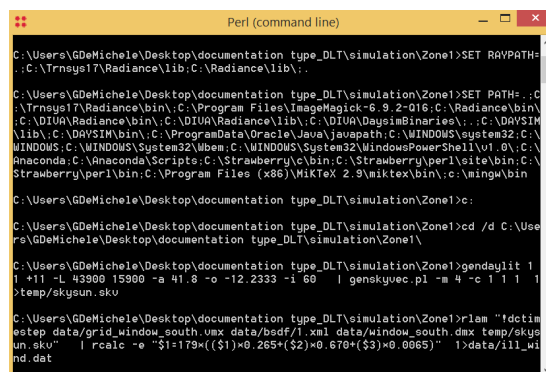 Perl (command line)
C:\Users\GDeMichele\Desktop\documentation type_DLT\simulation\Zone1>SET RAYPATH=
.;C:\Trnsys17\Radiance\lib;C:\Radiance\lib\;.
C:\Users\GDeMichele\Desktop\documentation type_DLT\simulation\Zone1>SET PATH=.;C
:\Trnsys17\Radiance\bin\;C:\Program Files\ImageMagick-6.9.2-Q16;C:\Radiance\bin\
;C:\DIVA\Radiance\bin\;C:\DIVA\Radiance\lib\;C:\DIVA\DaysimBinaries\;.;C:\DAYSIM
\lib\;C:\DAYSIM\bin\;C:\ProgramData\Oracle\Java\javapath;C:\WINDOWS\system32;C:\
WINDOWS;C:\WINDOWS\System32\Wbem;C:\WINDOWS\System32\WindowsPowerShell\v1.0\;C:\
Anaconda;C:\Anaconda\Scripts;C:\Strawberry\c\bin;C:\Strawberry\perl\site\bin;C:\
Strawberry\perl\bin;C:\Program Files (x86)\MiKTeX 2.9\miktex\bin\;c:\mingw\bin
C:\Users\GDeMichele\Desktop\documentation type_DLT\simulation\Zone1>c:
C:\Users\GDeMichele\Desktop\documentation type_DLT\simulation\Zone1>cd /d C:\Use
rs\GDeMichele\Desktop\documentation type_DLT\simulation\Zone1\
C:\Users\GDeMichele\Desktop\documentation type_DLT\simulation\Zone1>gendaylit 1
1 +11 -L 43900 15900 -a 41.8 -o -12.2333 -i 60   | genskyvec.pl -m 4 -c 1 1 1  1
>temp/skysun.skv
C:\Users\GDeMichele\Desktop\documentation type_DLT\simulation\Zone1>rlam "!dctim
estep data/grid_window_south.vmx data/bsdf/1.xml data/window_south.dmx temp/skys
un.skv"   | rcalc -e "$1=179×(($1)×0.265+($2)×0.670+($3)×0.0065)"  1>data/ill_wi
nd.dat